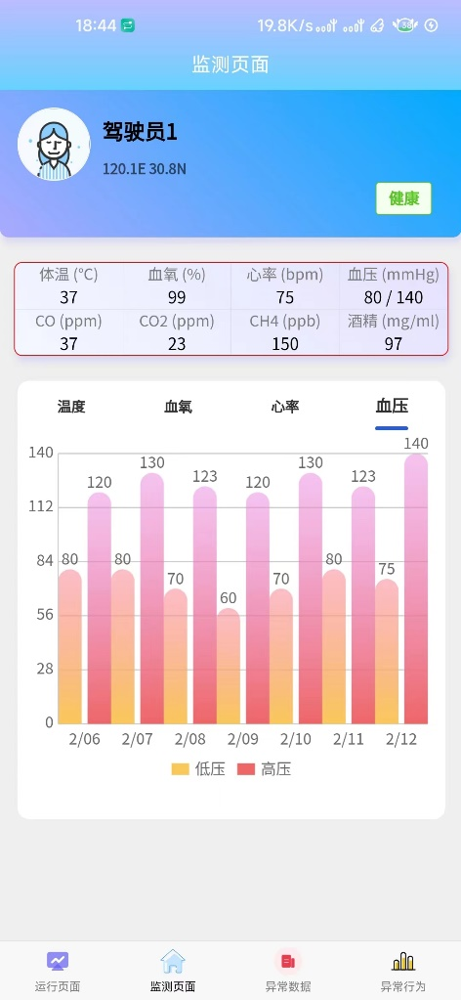 18:44 19.8K/s 38
监测页面
驾驶员1
120.1E 30.8N
健康
体温 (℃) 血氧 (%) 心率 (bpm) 血压 (mmHg)
37 99 75 80 / 140
CO (ppm) CO2 (ppm) CH4 (ppb) 酒精 (mg/ml)
37 23 150 97
温度 血氧 心率 血压
140
140 130 130
120 123 120 123
112
84 80 80 80
70 70 75
60
56
28
0
2/06 2/07 2/08 2/09 2/10 2/11 2/12
低压 高压
运行页面 监测页面 异常数据 异常行为